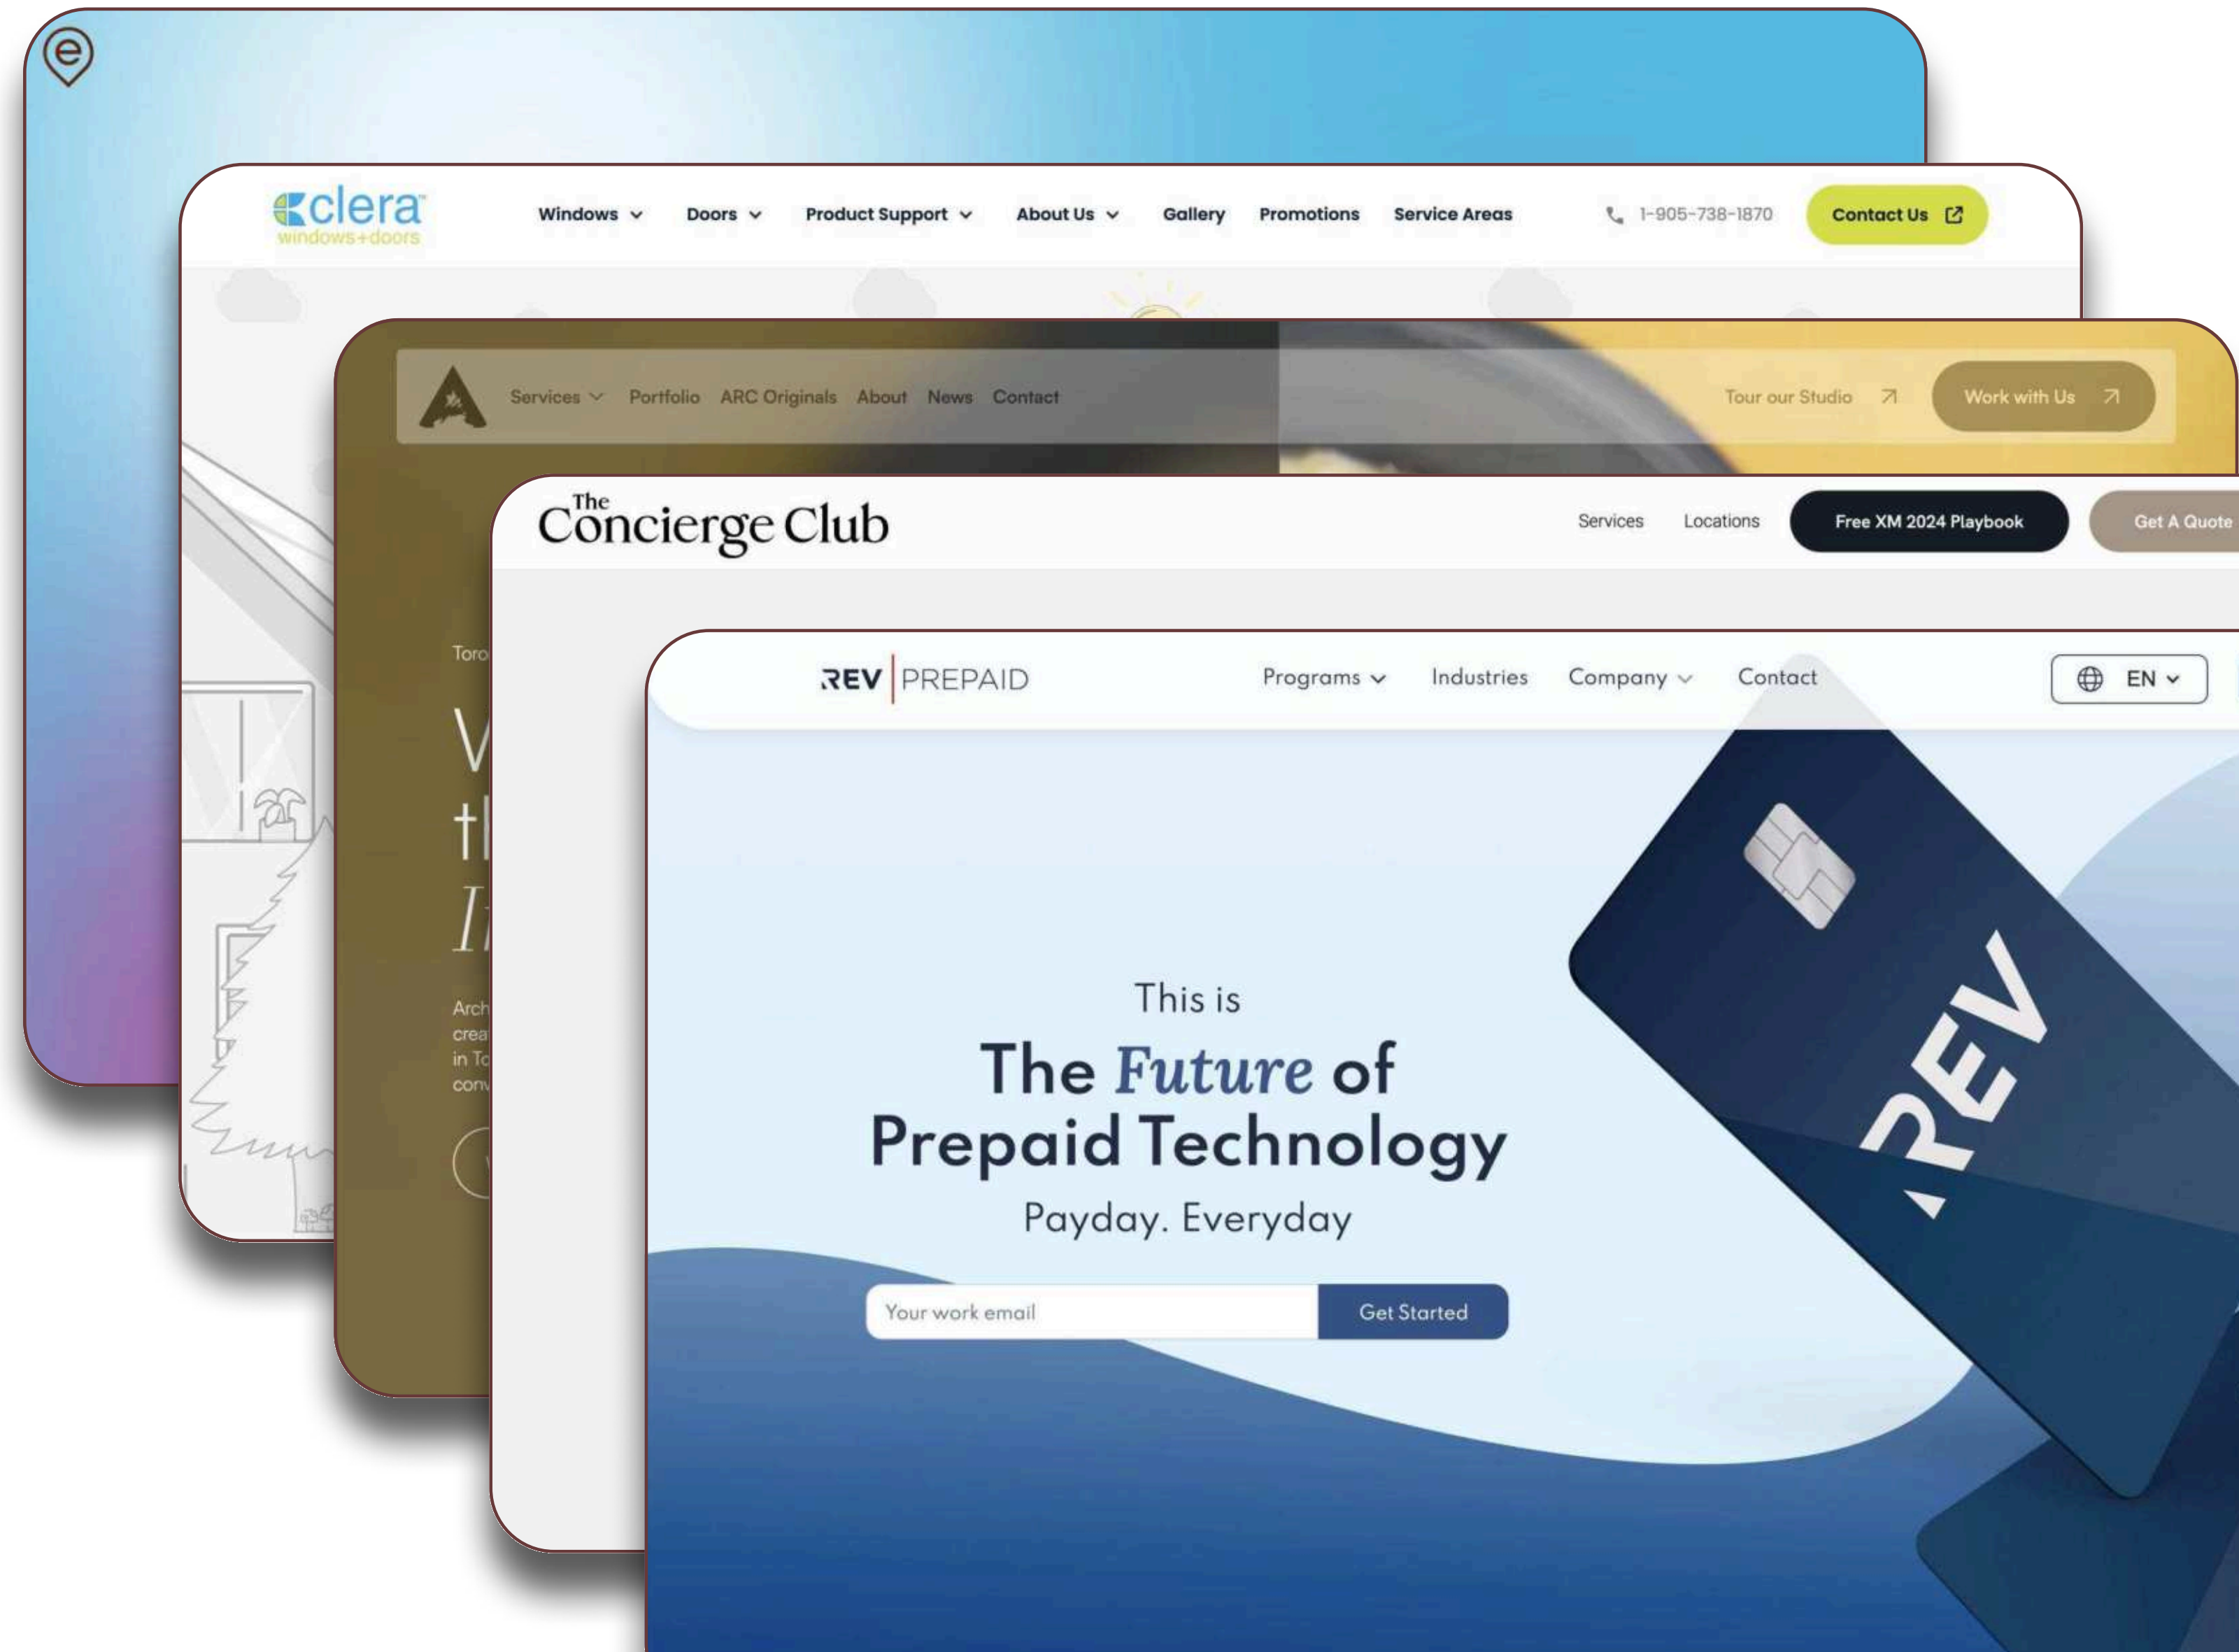 e
clera™
windows+doors
Windows Doors Product Support About Us Gallery Promotions Service Areas 1-905-738-1870 Contact Us
Services Portfolio ARC Originals About News Contact Tour our Studio Work with Us
The
Concierge Club
Services Locations Free XM 2024 Playbook Get A Quote
REV PREPAID
Programs Industries Company Contact EN
REV
This is
The Future of
Prepaid Technology
Payday. Everyday
Your work email Get Started